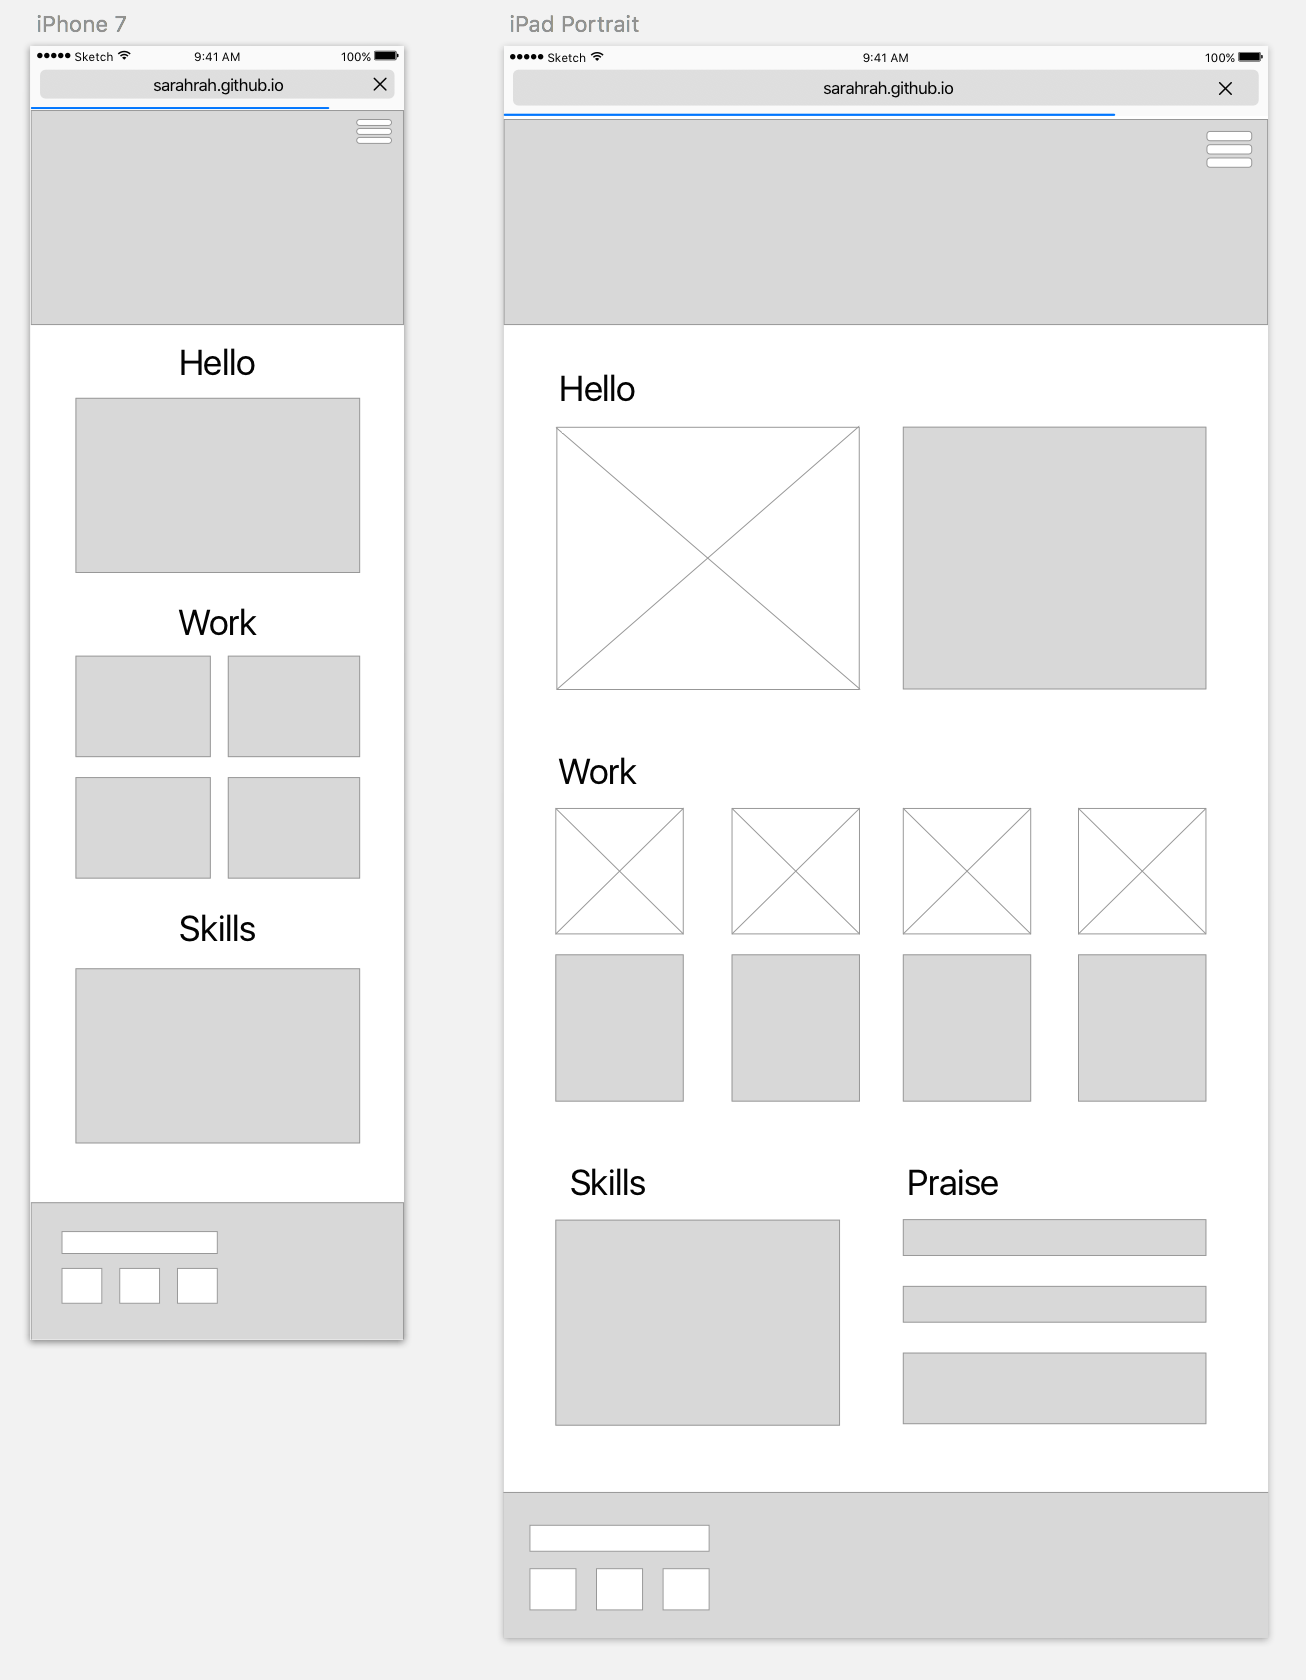 iPhone 7
Sketch 9:41 AM 100%
sarahrah.github.io
Hello
Work
Skills
iPad Portrait
Sketch 9:41 AM 100%
sarahrah.github.io
Hello
Work
Skills Praise